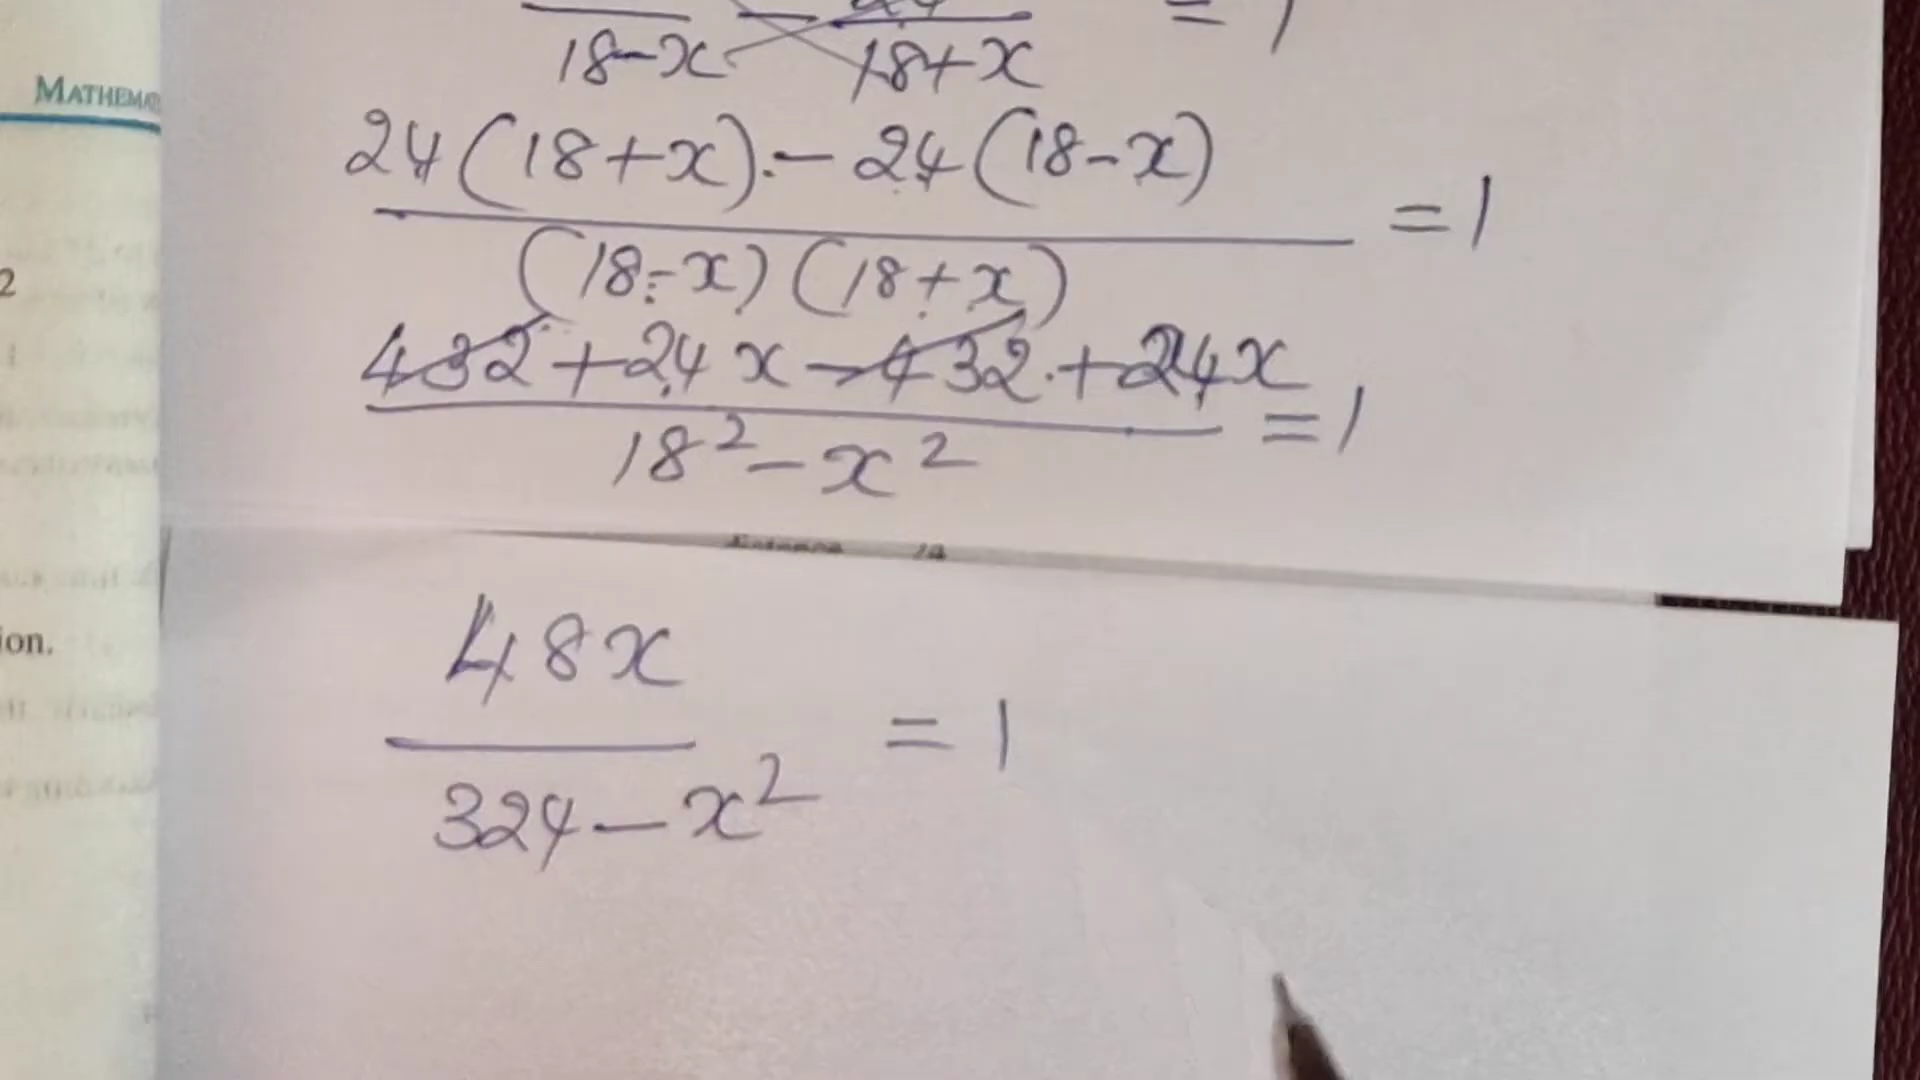 24
— − — = 1
18-x 18+x
MATHEMA
24(18+x) - 24(18-x)
= 1
(18-x)(18+x)
2
432 + 24x - 432 + 24x
= 1
18² - x²
48x
ion.
= 1
324 - x²